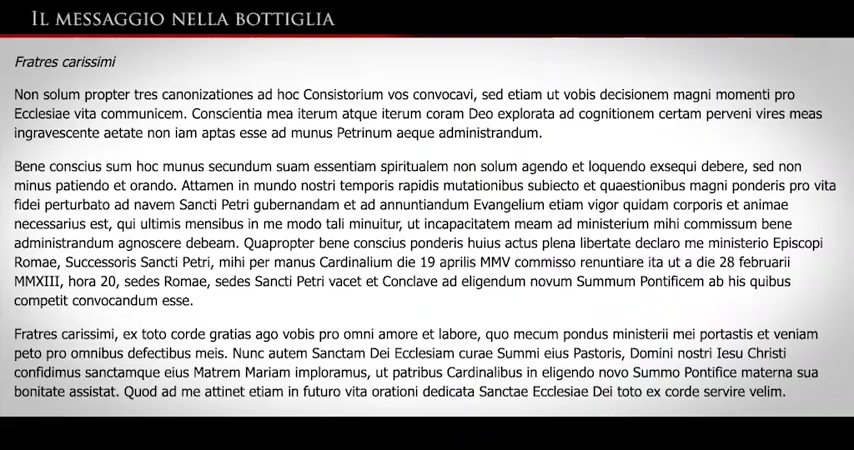 IL MESSAGGIO NELLA BOTTIGLIA
Fratres carissimi
Non solum propter tres canonizationes ad hoc Consistorium vos convocavi, sed etiam ut vobis decisionem magni momenti pro
Ecclesiae vita communicem. Conscientia mea iterum atque iterum coram Deo explorata ad cognitionem certam perveni vires meas
ingravescente aetate non iam aptas esse ad munus Petrinum aeque administrandum.
Bene conscius sum hoc munus secundum suam essentiam spiritualem non solum agendo et loquendo exsequi debere, sed non
minus patiendo et orando. Attamen in mundo nostri temporis rapidis mutationibus subiecto et quaestionibus magni ponderis pro vita
fidei perturbato ad navem Sancti Petri gubernandam et ad annuntiandum Evangelium etiam vigor quidam corporis et animae
necessarius est, qui ultimis mensibus in me modo tali minuitur, ut incapacitatem meam ad ministerium mihi commissum bene
administrandum agnoscere debeam. Quapropter bene conscius ponderis huius actus plena libertate declaro me ministerio Episcopi
Romae, Successoris Sancti Petri, mihi per manus Cardinalium die 19 aprilis MMV commisso renuntiare ita ut a die 28 februarii
MMXIII, hora 20, sedes Romae, sedes Sancti Petri vacet et Conclave ad eligendum novum Summum Pontificem ab his quibus
competit convocandum esse.
Fratres carissimi, ex toto corde gratias ago vobis pro omni amore et labore, quo mecum pondus ministerii mei portastis et veniam
peto pro omnibus defectibus meis. Nunc autem Sanctam Dei Ecclesiam curae Summi eius Pastoris, Domini nostri Iesu Christi
confidimus sanctamque eius Matrem Mariam imploramus, ut patribus Cardinalibus in eligendo novo Summo Pontifice materna sua
bonitate assistat. Quod ad me attinet etiam in futuro vita orationi dedicata Sanctae Ecclesiae Dei toto ex corde servire velim.